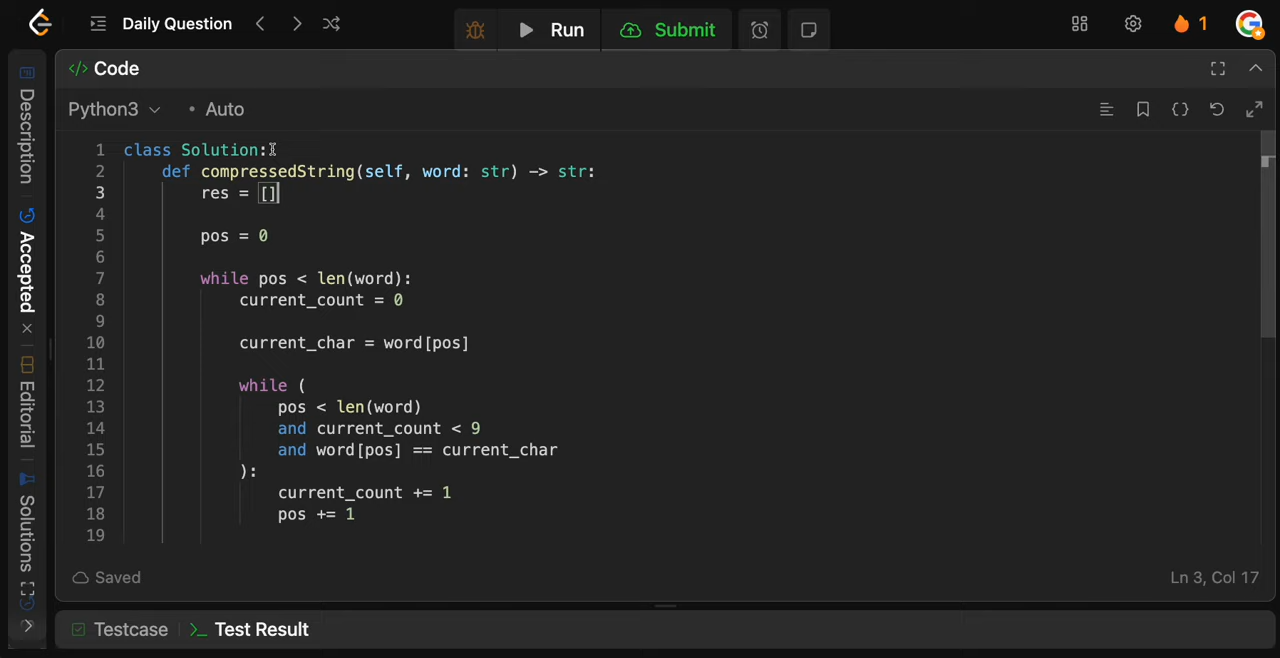 Daily Question
Run
Submit
1
</> Code
Python3
• Auto
1 class Solution:
2 def compressedString(self, word: str) -> str:
3 res = []
4
5 pos = 0
6
7 while pos < len(word):
8 current_count = 0
9
10 current_char = word[pos]
11
12 while (
13 pos < len(word)
14 and current_count < 9
15 and word[pos] == current_char
16 ):
17 current_count += 1
18 pos += 1
19
Saved
Ln 3, Col 17
Testcase
>_ Test Result
Description
Accepted
Editorial
Solutions